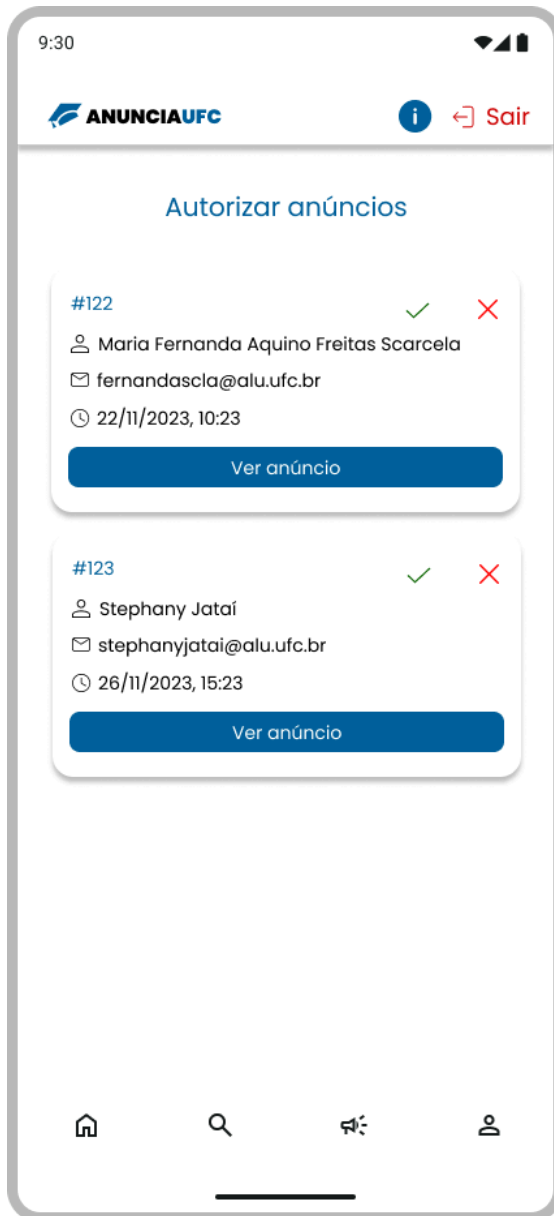 9:30
ANUNCIAUFC
i
Sair
Autorizar anúncios
#122
Maria Fernanda Aquino Freitas Scarcela
fernandascla@alu.ufc.br
22/11/2023, 10:23
Ver anúncio
#123
Stephany Jataí
stephanyjatai@alu.ufc.br
26/11/2023, 15:23
Ver anúncio